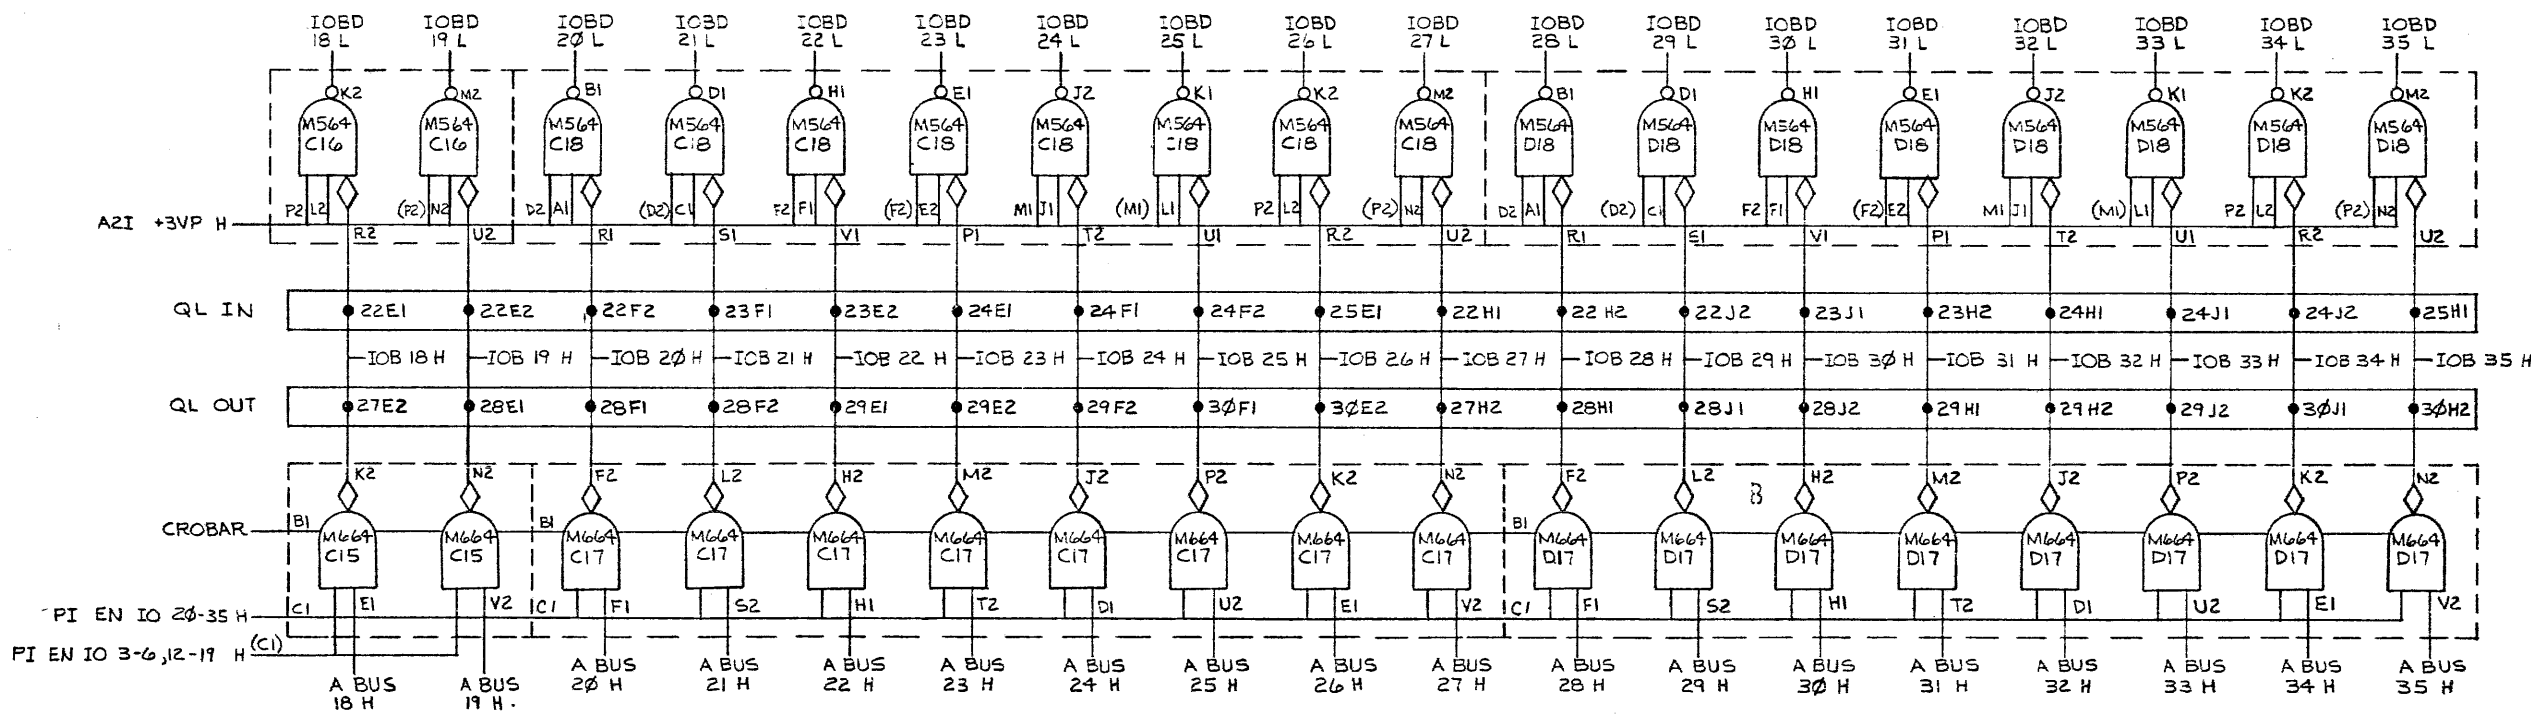 IOBD IOBD IOBD IOBD IOBD IOBD IOBD IOBD IOBD IOBD IOBD IOBD IOBD IOBD IOBD IOBD IOBD IOBD
18 L 19 L 2Ø L 21 L 22 L 23 L 24 L 25 L 26 L 27 L 28 L 29 L 3Ø L 31 L 32 L 33 L 34 L 35 L
K2 M2 B1 D1 H1 E1 J2 K1 K2 M2 B1 D1 H1 E1 J2 K1 K2 M2
M564 M564 M564 M564 M564 M564 M564 M564 M564 M564 M564 M564 M564 M564 M564 M564 M564 M564
C16 C16 C18 C18 C18 C18 C18 C18 C18 C18 D18 D18 D18 D18 D18 D18 D18 D18
P2 L2 (P2) N2 D2 A1 (D2) C1 F2 F1 (F2) E2 M1 J1 (M1) L1 P2 L2 (P2) N2 D2 A1 (D2) C1 F2 F1 (F2) E2 M1 J1 (M1) L1 P2 L2 (P2) N2
A2I +3VP H
R2 U2 R1 S1 V1 P1 T2 U1 R2 U2 R1 S1 V1 P1 T2 U1 R2 U2
QL IN 22E1 22E2 22F2 23F1 23E2 24E1 24F1 24F2 25E1 22H1 22H2 22J2 23J1 23H2 24H1 24J1 24J2 25H1
IOB 18 H IOB 19 H IOB 2Ø H IOB 21 H IOB 22 H IOB 23 H IOB 24 H IOB 25 H IOB 26 H IOB 27 H IOB 28 H IOB 29 H IOB 3Ø H IOB 31 H IOB 32 H IOB 33 H IOB 34 H IOB 35 H
QL OUT 27E2 28E1 28F1 28F2 29E1 29E2 29F2 3ØF1 3ØE2 27H2 28H1 28J1 28J2 29H1 29H2 29J2 3ØJ1 3ØH2
K2 N2 F2 L2 H2 M2 J2 P2 K2 N2 F2 L2 H2 M2 J2 P2 K2 N2
CROBAR B1 B1 B1
M664 M664 M664 M664 M664 M664 M664 M664 M664 M664 M664 M664 M664 M664 M664 M664 M664 M664
C15 C15 C17 C17 C17 C17 C17 C17 C17 C17 D17 D17 D17 D17 D17 D17 D17 D17
C1 E1 V2 C1 F1 S2 H1 T2 D1 U2 E1 V2 C1 F1 S2 H1 T2 D1 U2 E1 V2
PI EN IO 2Ø-35 H
PI EN IO 3-6,12-19 H (C1)
A BUS A BUS A BUS A BUS A BUS A BUS A BUS A BUS A BUS A BUS A BUS A BUS A BUS A BUS A BUS A BUS A BUS A BUS
18 H 19 H 2Ø H 21 H 22 H 23 H 24 H 25 H 26 H 27 H 28 H 29 H 3Ø H 31 H 32 H 33 H 34 H 35 H